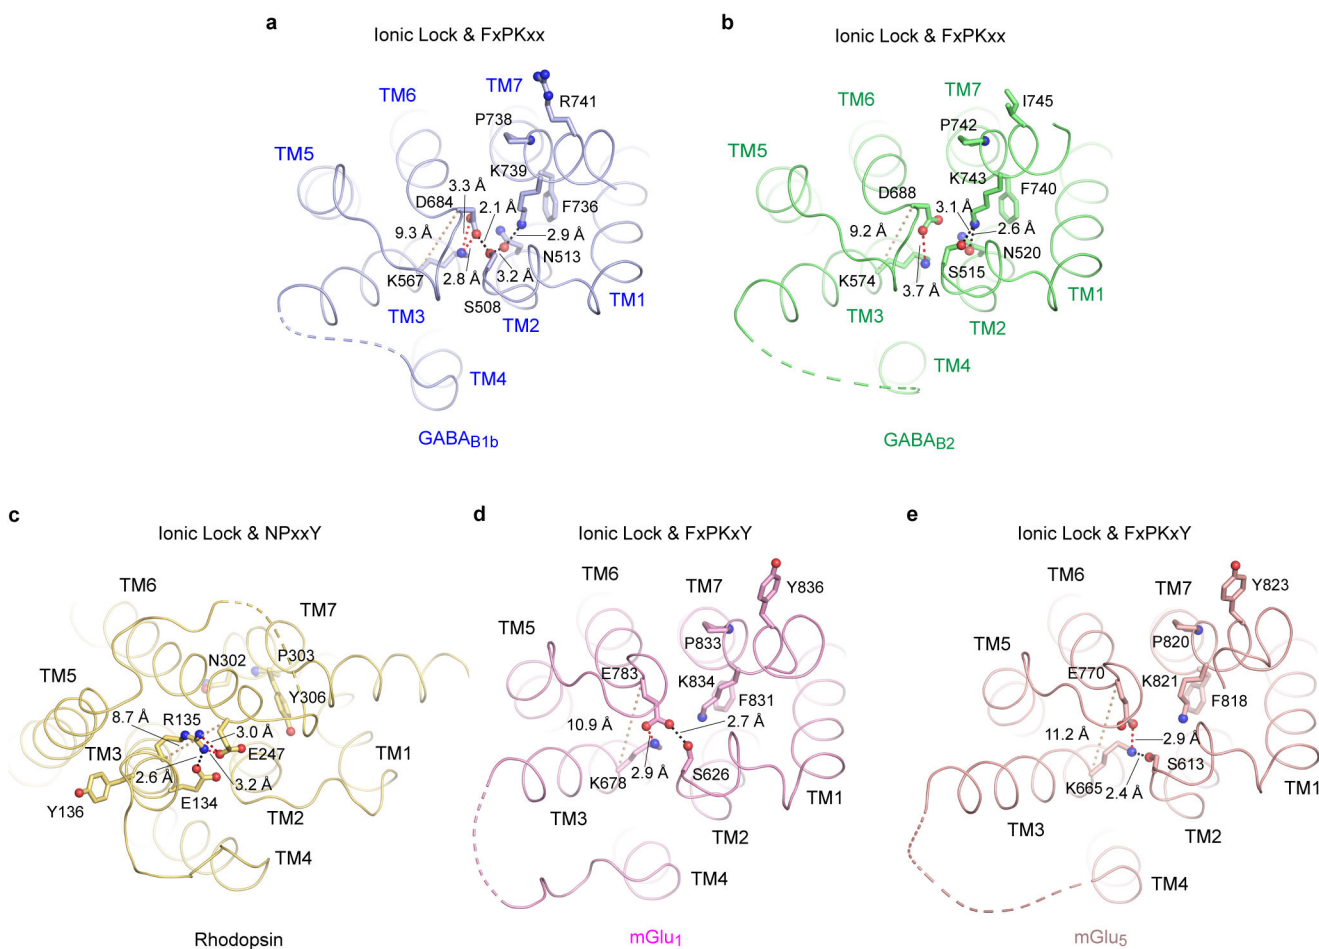 a
Ionic Lock & FxPKxx
TM7
TM6
R741
P738
TM5
K739
3.3 Å
D684
2.1 Å
F736
9.3 Å
2.9 Å
N513
K567
2.8 Å
3.2 Å
S508
TM1
TM3
TM2
TM4
GABAB1b
b
Ionic Lock & FxPKxx
TM7
TM6
I745
P742
TM5
K743
D688
F740
3.1 Å
9.2 Å
2.6 Å
N520
K574
S515
3.7 Å
TM1
TM3
TM2
TM4
GABAB2
c
Ionic Lock & NPxxY
TM6
TM7
N302
P303
TM5
Y306
8.7 Å
R135
3.0 Å
TM3
E247
TM1
2.6 Å
3.2 Å
E134
Y136
TM2
TM4
Rhodopsin
d
Ionic Lock & FxPKxY
TM6
TM7
Y836
TM5
P833
E783
K834
F831
10.9 Å
2.7 Å
K678
2.9 Å
S626
TM1
TM3
TM2
TM4
mGlu1
e
Ionic Lock & FxPKxY
TM6
TM7
Y823
TM5
P820
E770
K821
F818
11.2 Å
2.9 Å
S613
K665
2.4 Å
TM1
TM3
TM2
TM4
mGlu5